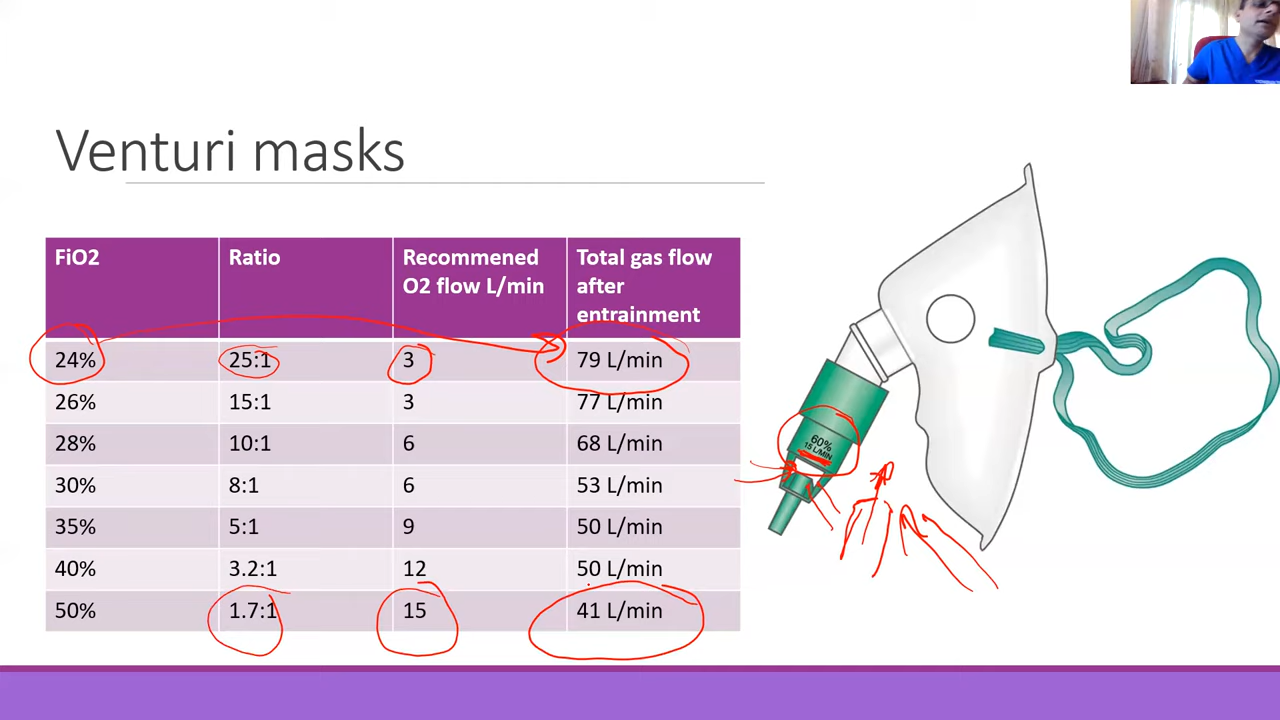 Venturi masks
FiO2 Ratio Recommened O2 flow L/min Total gas flow after entrainment
24% 25:1 3 79 L/min
26% 15:1 3 77 L/min
28% 10:1 6 68 L/min
30% 8:1 6 53 L/min
35% 5:1 9 50 L/min
40% 3.2:1 12 50 L/min
50% 1.7:1 15 41 L/min
60%
15 L/MIN